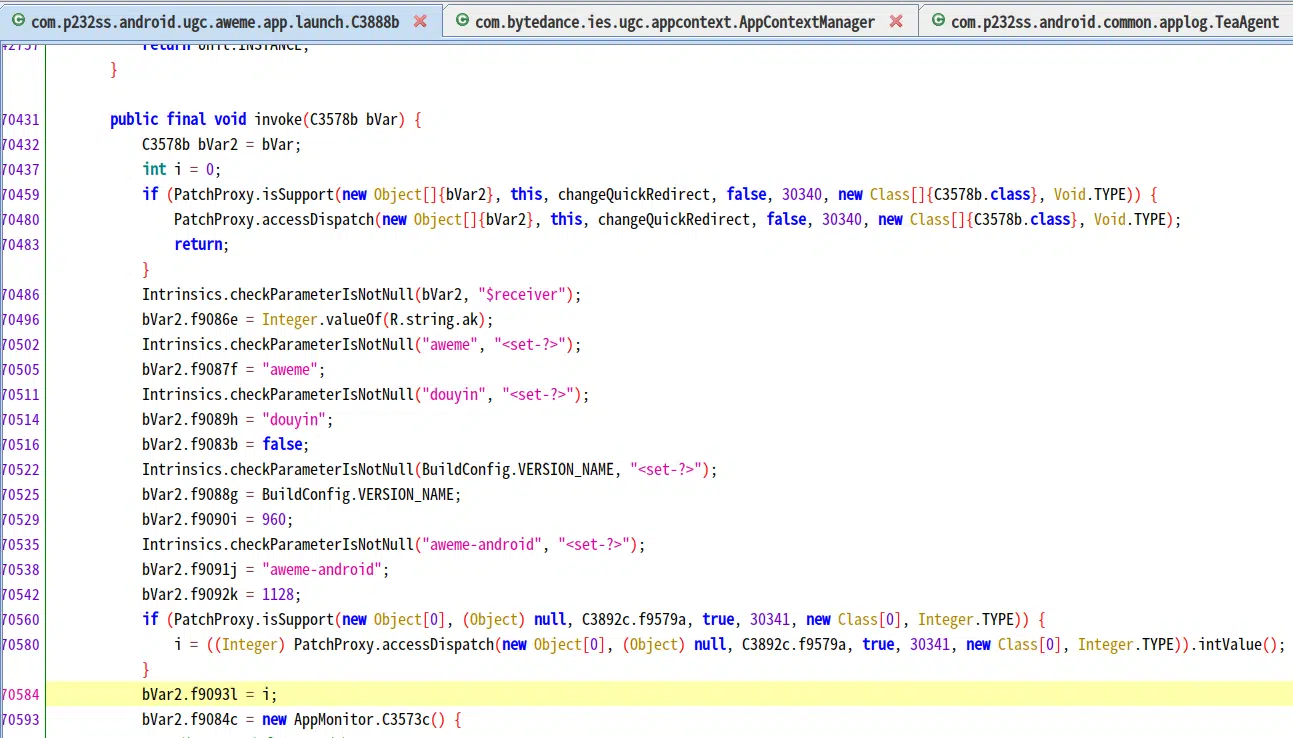 com.p232ss.android.ugc.aweme.app.launch.C3888b com.bytedance.ies.ugc.appcontext.AppContextManager com.p232ss.android.common.applog.TeaAgent
42737 return Unit.INSTANCE;
}
70431 public final void invoke(C3578b bVar) {
70432 C3578b bVar2 = bVar;
70437 int i = 0;
70459 if (PatchProxy.isSupport(new Object[]{bVar2}, this, changeQuickRedirect, false, 30340, new Class[]{C3578b.class}, Void.TYPE)) {
70480 PatchProxy.accessDispatch(new Object[]{bVar2}, this, changeQuickRedirect, false, 30340, new Class[]{C3578b.class}, Void.TYPE);
70483 return;
}
70486 Intrinsics.checkParameterIsNotNull(bVar2, "$receiver");
70496 bVar2.f9086e = Integer.valueOf(R.string.ak);
70502 Intrinsics.checkParameterIsNotNull("aweme", "<set-?>");
70505 bVar2.f9087f = "aweme";
70511 Intrinsics.checkParameterIsNotNull("douyin", "<set-?>");
70514 bVar2.f9089h = "douyin";
70516 bVar2.f9083b = false;
70522 Intrinsics.checkParameterIsNotNull(BuildConfig.VERSION_NAME, "<set-?>");
70525 bVar2.f9088g = BuildConfig.VERSION_NAME;
70529 bVar2.f9090i = 960;
70535 Intrinsics.checkParameterIsNotNull("aweme-android", "<set-?>");
70538 bVar2.f9091j = "aweme-android";
70542 bVar2.f9092k = 1128;
70560 if (PatchProxy.isSupport(new Object[0], (Object) null, C3892c.f9579a, true, 30341, new Class[0], Integer.TYPE)) {
70580 i = ((Integer) PatchProxy.accessDispatch(new Object[0], (Object) null, C3892c.f9579a, true, 30341, new Class[0], Integer.TYPE)).intValue();
}
70584 bVar2.f9093l = i;
70593 bVar2.f9084c = new AppMonitor.C3573c() {